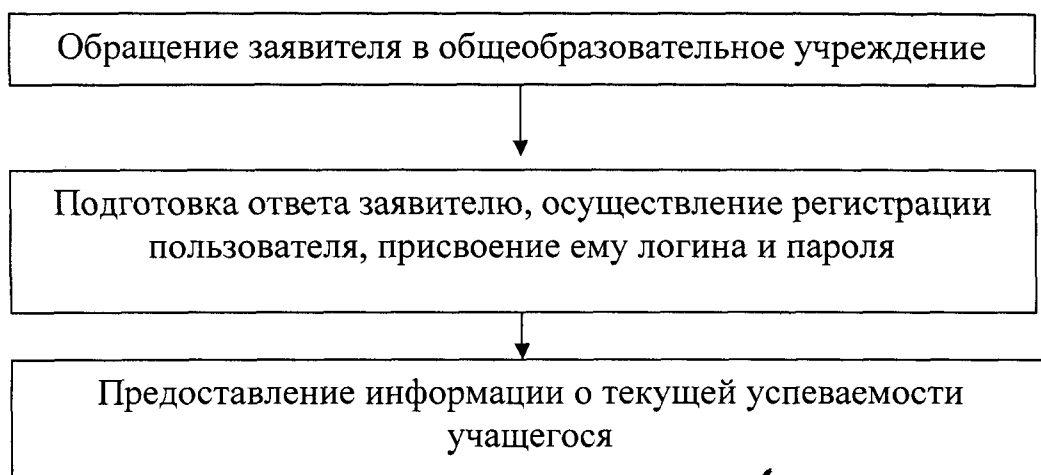 Обращение заявителя в общеобразовательное учреждение
Подготовка ответа заявителю, осуществление регистрации
пользователя, присвоение ему логина и пароля
Предоставление информации о текущей успеваемости
учащегося